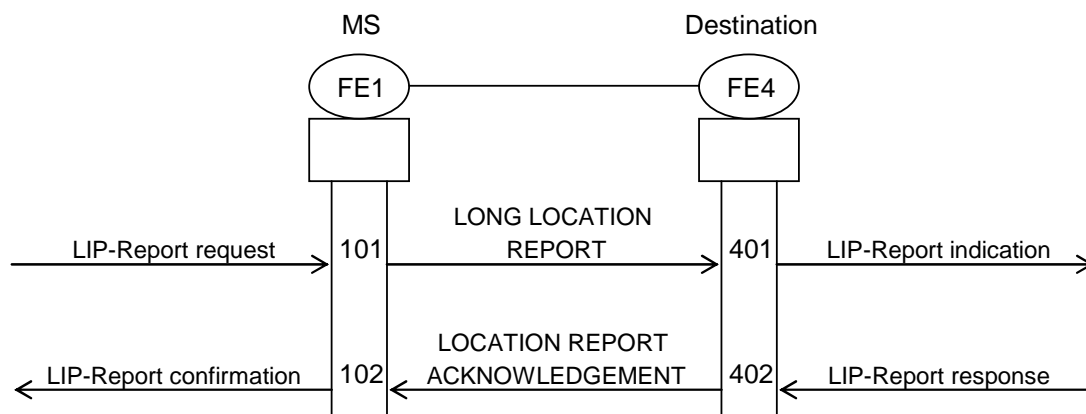 MS Destination
FE1 FE4
LONG LOCATION
LIP-Report request 101 REPORT 401 LIP-Report indication
LOCATION REPORT
LIP-Report confirmation 102 ACKNOWLEDGEMENT 402 LIP-Report response